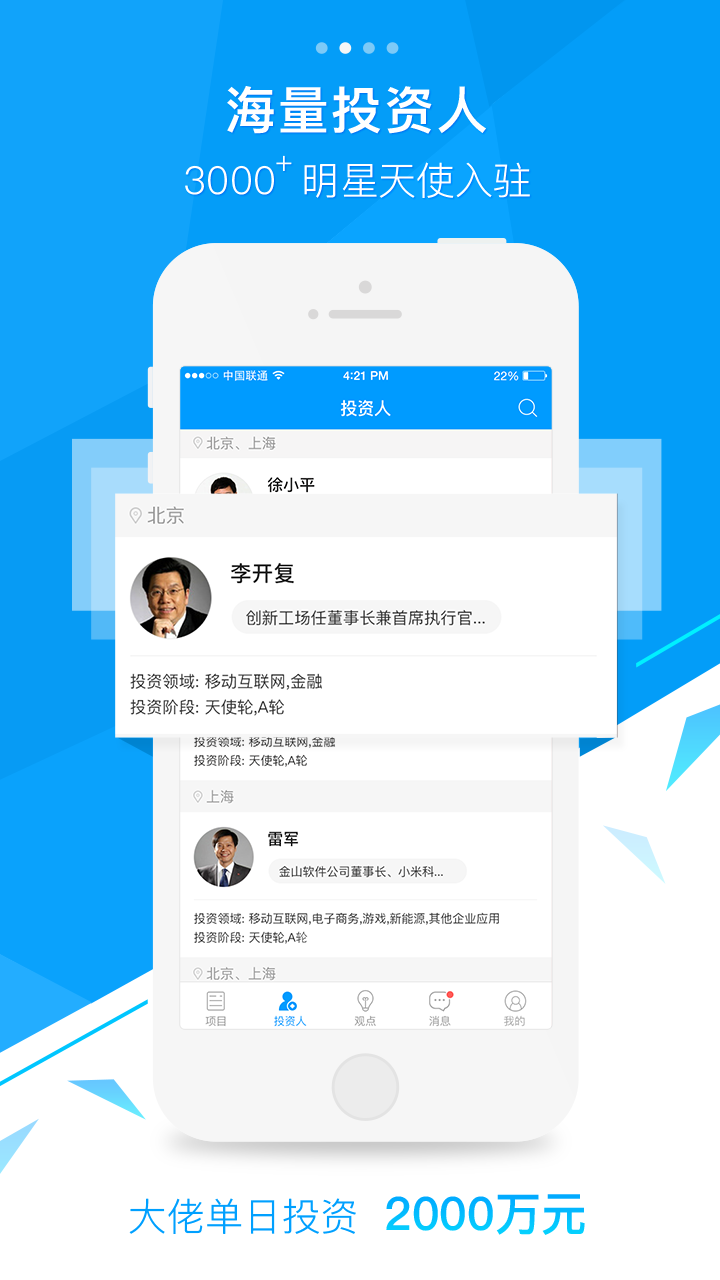 海量投资人
3000+ 明星天使入驻
中国联通 4:21 PM 22%
投资人
北京、上海
徐小平
北京
李开复
创新工场任董事长兼首席执行官...
投资领域: 移动互联网,金融
投资阶段: 天使轮,A轮
投资领域: 移动互联网,金融
投资阶段: 天使轮,A轮
上海
雷军
金山软件公司董事长、小米科...
投资领域: 移动互联网,电子商务,游戏,新能源,其他企业应用
投资阶段: 天使轮,A轮
北京、上海
项目 投资人 观点 消息 我的
大佬单日投资 2000万元